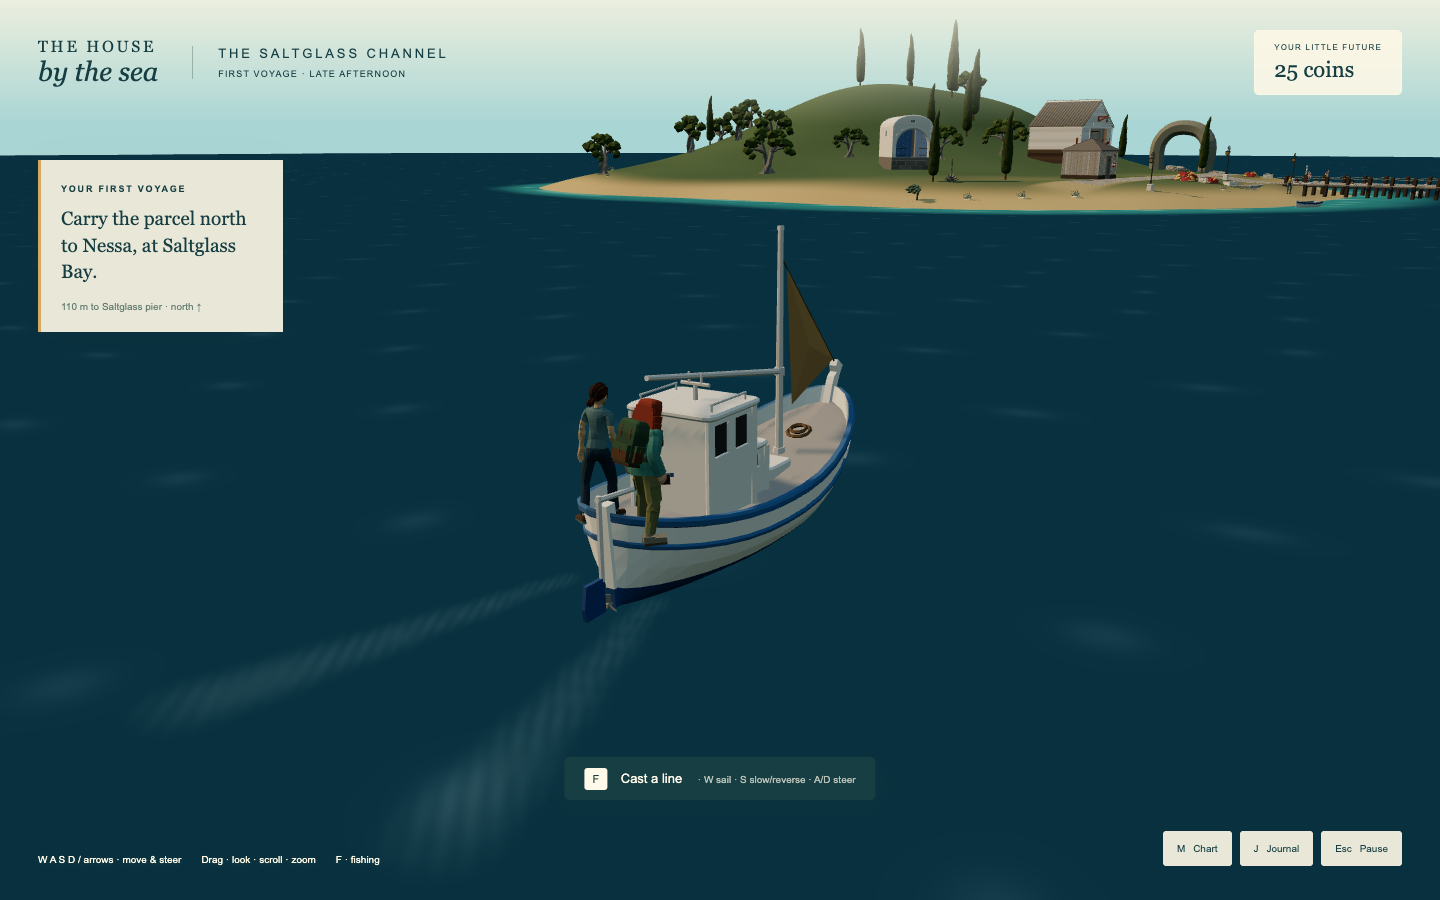 THE HOUSE
by the sea
THE SALTGLASS CHANNEL
FIRST VOYAGE · LATE AFTERNOON
YOUR LITTLE FUTURE
25 coins
YOUR FIRST VOYAGE
Carry the parcel north
to Nessa, at Saltglass
Bay.
110 m to Saltglass pier · north ↑
F Cast a line · W sail · S slow/reverse · A/D steer
W A S D / arrows · move & steer Drag · look · scroll · zoom F · fishing
M Chart J Journal Esc Pause